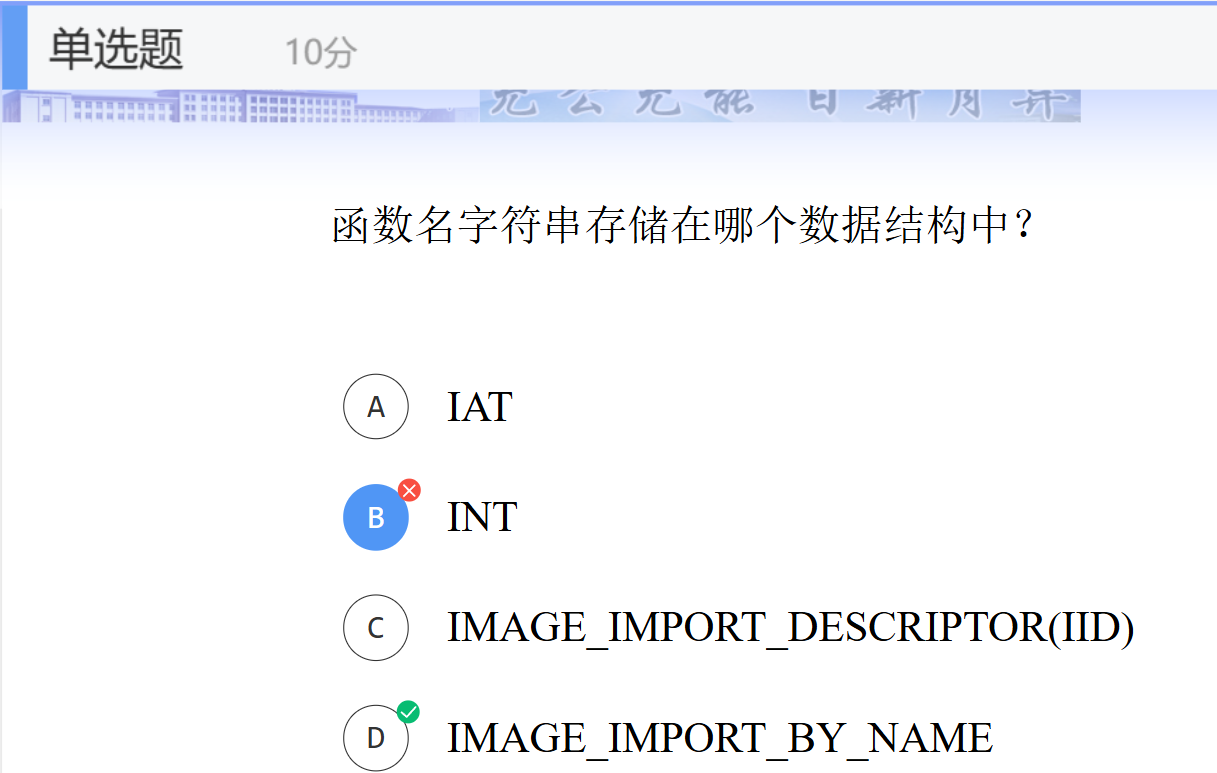 单选题 10分
函数名字符串存储在哪个数据结构中？
A IAT
B INT
C IMAGE_IMPORT_DESCRIPTOR(IID)
D IMAGE_IMPORT_BY_NAME